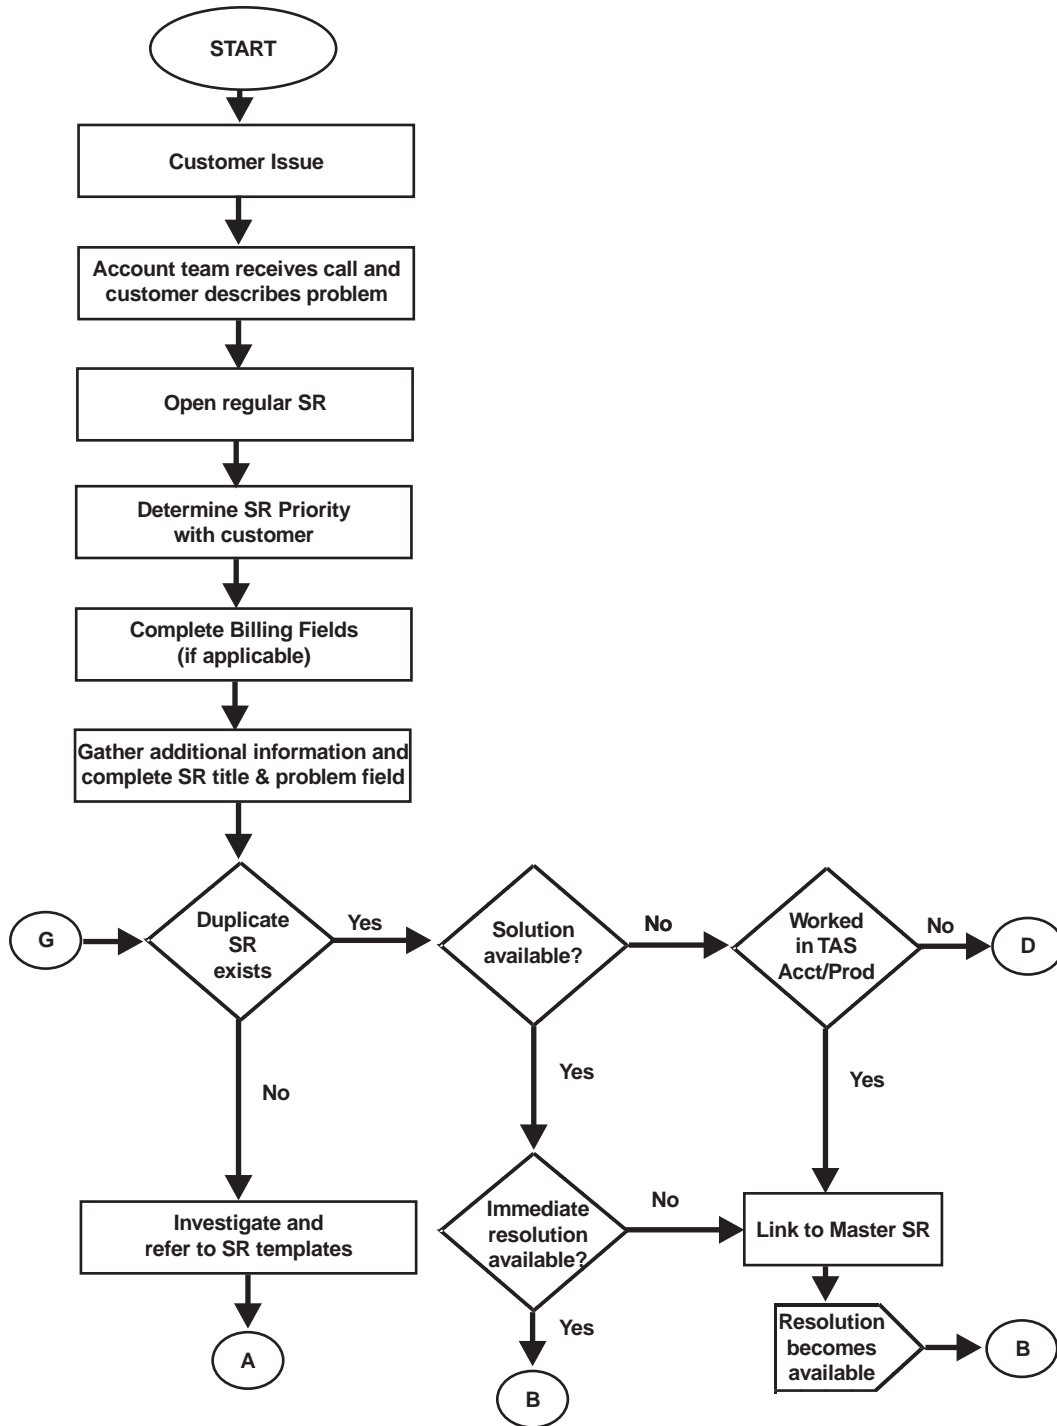 START
Customer Issue
Account team receives call and
customer describes problem
Open regular SR
Determine SR Priority
with customer
Complete Billing Fields
(if applicable)
Gather additional information and
complete SR title & problem field
G
Duplicate
SR
exists
Yes
Solution
available?
No
Worked
in TAS
Acct/Prod
No
D
No
Yes
Yes
Investigate and
refer to SR templates
Immediate
resolution
available?
No
Link to Master SR
A
Yes
B
Resolution
becomes
available
B